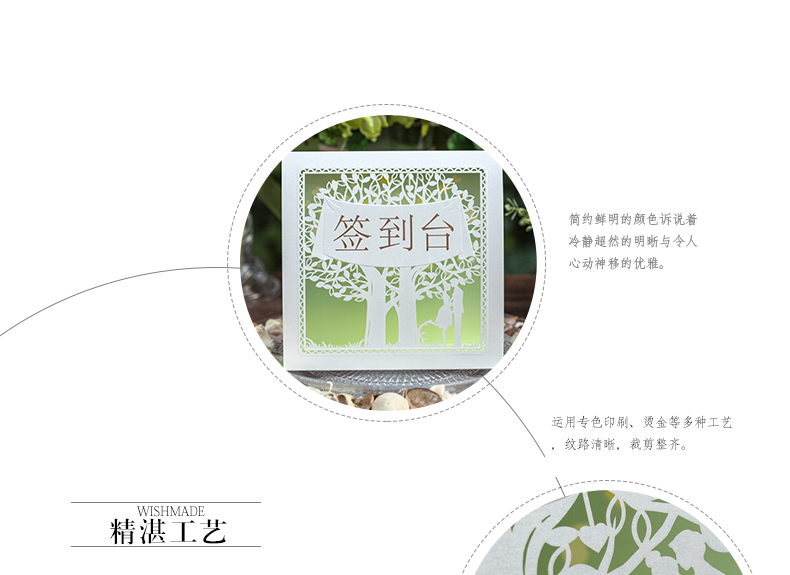 签到台
简约鲜明的颜色诉说着
冷静超然的明晰与令人
心动神移的优雅。
运用专色印刷、烫金等多种工艺
，纹路清晰，裁剪整齐。
WISHMADE
精湛工艺